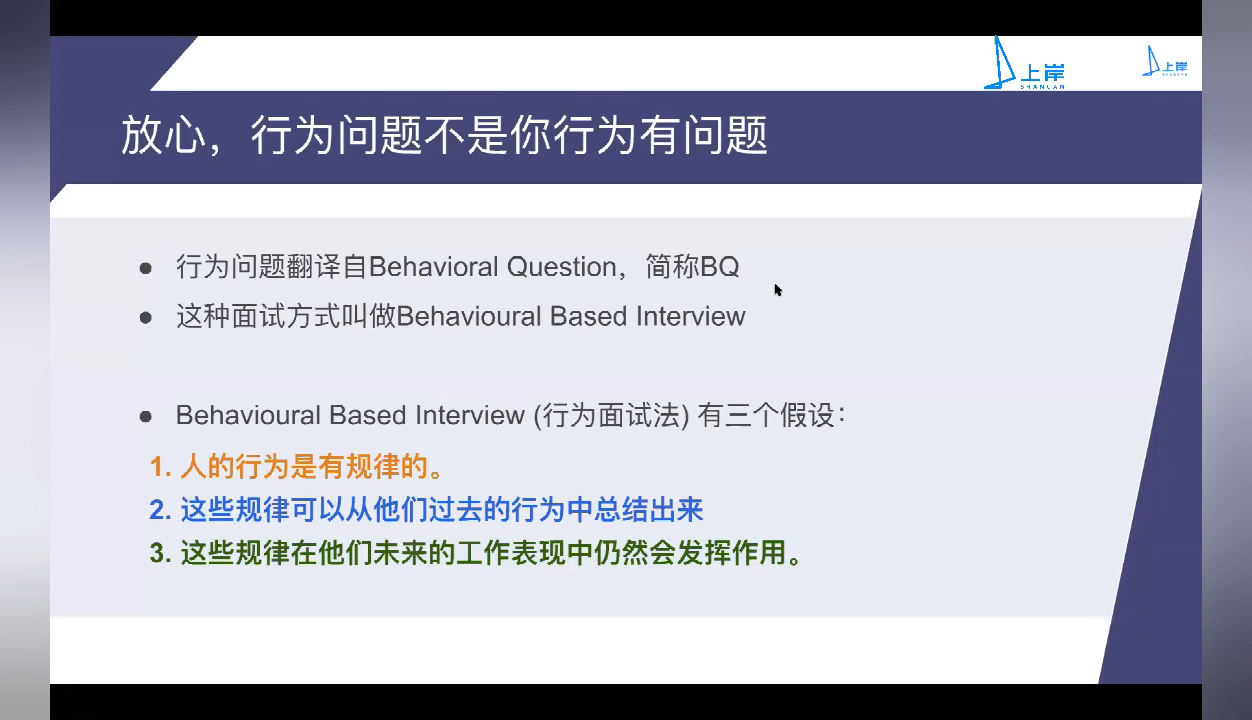 上岸
SHANGAN
上岸
放心，行为问题不是你行为有问题
● 行为问题翻译自Behavioral Question，简称BQ
● 这种面试方式叫做Behavioural Based Interview
● Behavioural Based Interview (行为面试法) 有三个假设：
1. 人的行为是有规律的。
2. 这些规律可以从他们过去的行为中总结出来
3. 这些规律在他们未来的工作表现中仍然会发挥作用。